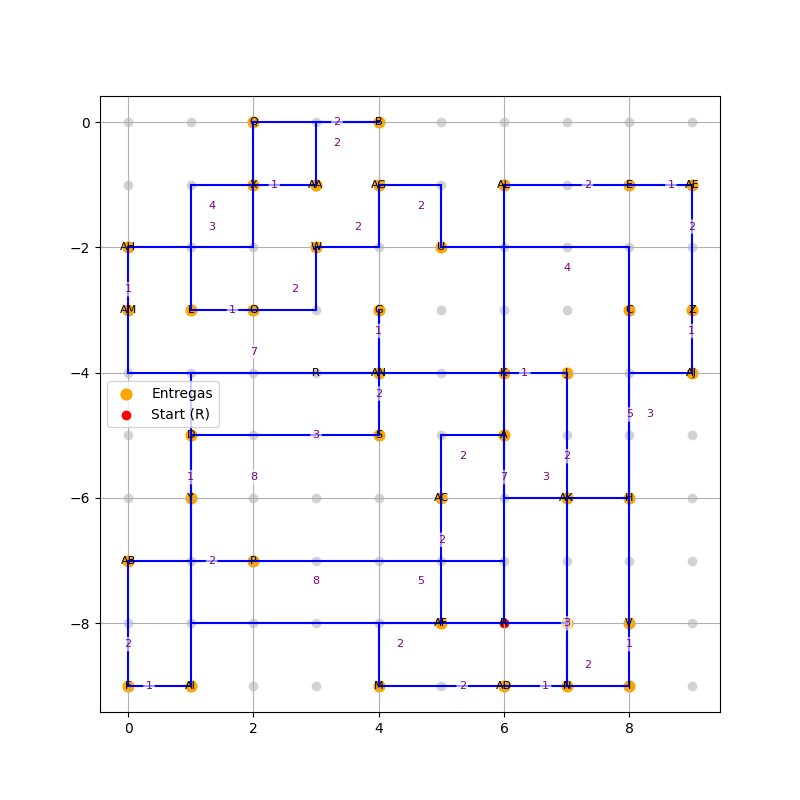 0 Q 2 B
2
X 1 AA AG AL 2 E 1 AE
4 2
3 2 2
−2 AH W U
4
1 2
AM L 1 O G C Z
1 1
7
−4 R AN K 1 J AJ
Entregas 2
Start (R) 5 3
D 3 S A
2 2
1 8 7 3
−6 Y AC AK H
2
AB 2 P
8 5
−8 AF R 3 V
2 2 1
2
F 1 AI M 2 AD 1 N
0 2 4 6 8